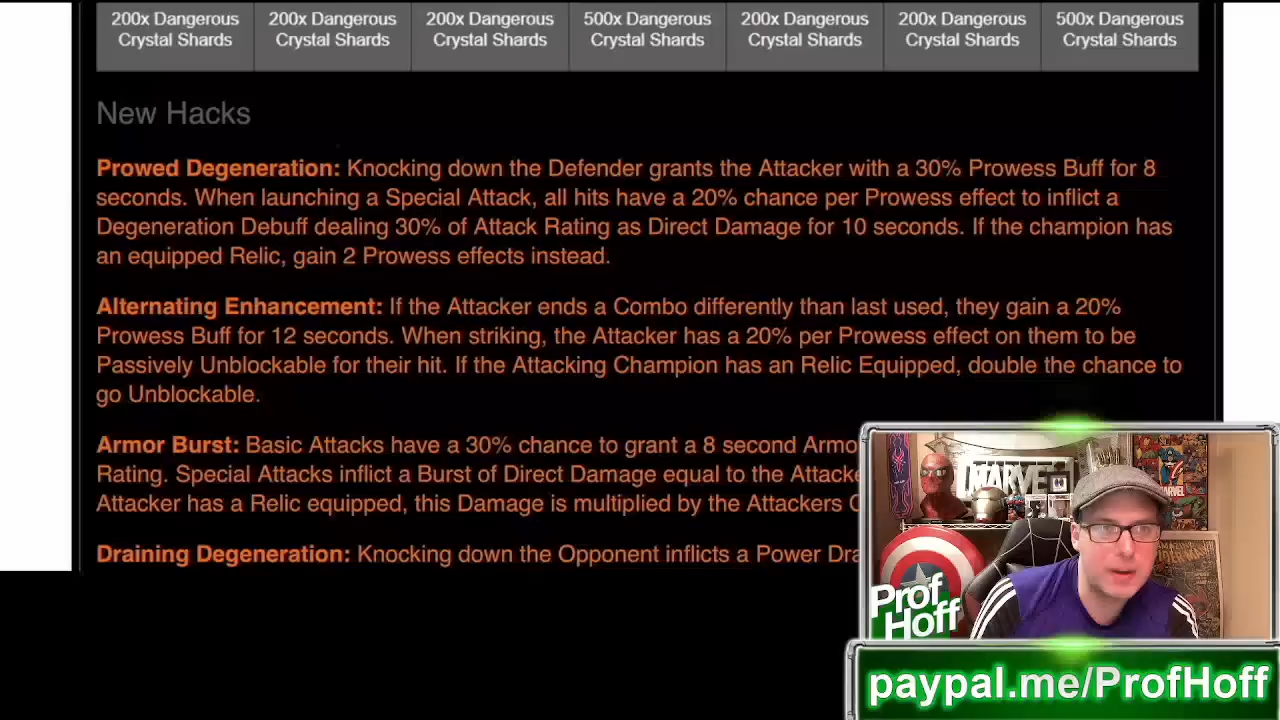 200x Dangerous 200x Dangerous 200x Dangerous 500x Dangerous 200x Dangerous 200x Dangerous 500x Dangerous
Crystal Shards Crystal Shards Crystal Shards Crystal Shards Crystal Shards Crystal Shards Crystal Shards
New Hacks
Prowed Degeneration: Knocking down the Defender grants the Attacker with a 30% Prowess Buff for 8
seconds. When launching a Special Attack, all hits have a 20% chance per Prowess effect to inflict a
Degeneration Debuff dealing 30% of Attack Rating as Direct Damage for 10 seconds. If the champion has
an equipped Relic, gain 2 Prowess effects instead.
Alternating Enhancement: If the Attacker ends a Combo differently than last used, they gain a 20%
Prowess Buff for 12 seconds. When striking, the Attacker has a 20% per Prowess effect on them to be
Passively Unblockable for their hit. If the Attacking Champion has an Relic Equipped, double the chance to
go Unblockable.
Armor Burst: Basic Attacks have a 30% chance to grant a 8 second Armo
Rating. Special Attacks inflict a Burst of Direct Damage equal to the Attacke
Attacker has a Relic equipped, this Damage is multiplied by the Attackers
Draining Degeneration: Knocking down the Opponent inflicts a Power Dra
MARVE
MARVEL
Prof
Hoff
paypal.me/ProfHoff